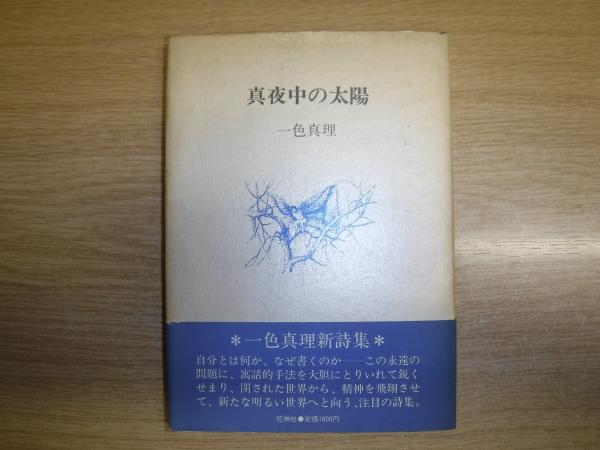 真夜中の太陽
一色真理
＊一色真理新詩集＊
自分とは何か、なぜ書くのか──この永遠の
問題に、寓話的手法を大胆にとりいれて鋭く
せまり、閉された世界から、精神を飛翔させ
て、新たな明るい世界へと向う、注目の詩集。
花神社●定価1800円